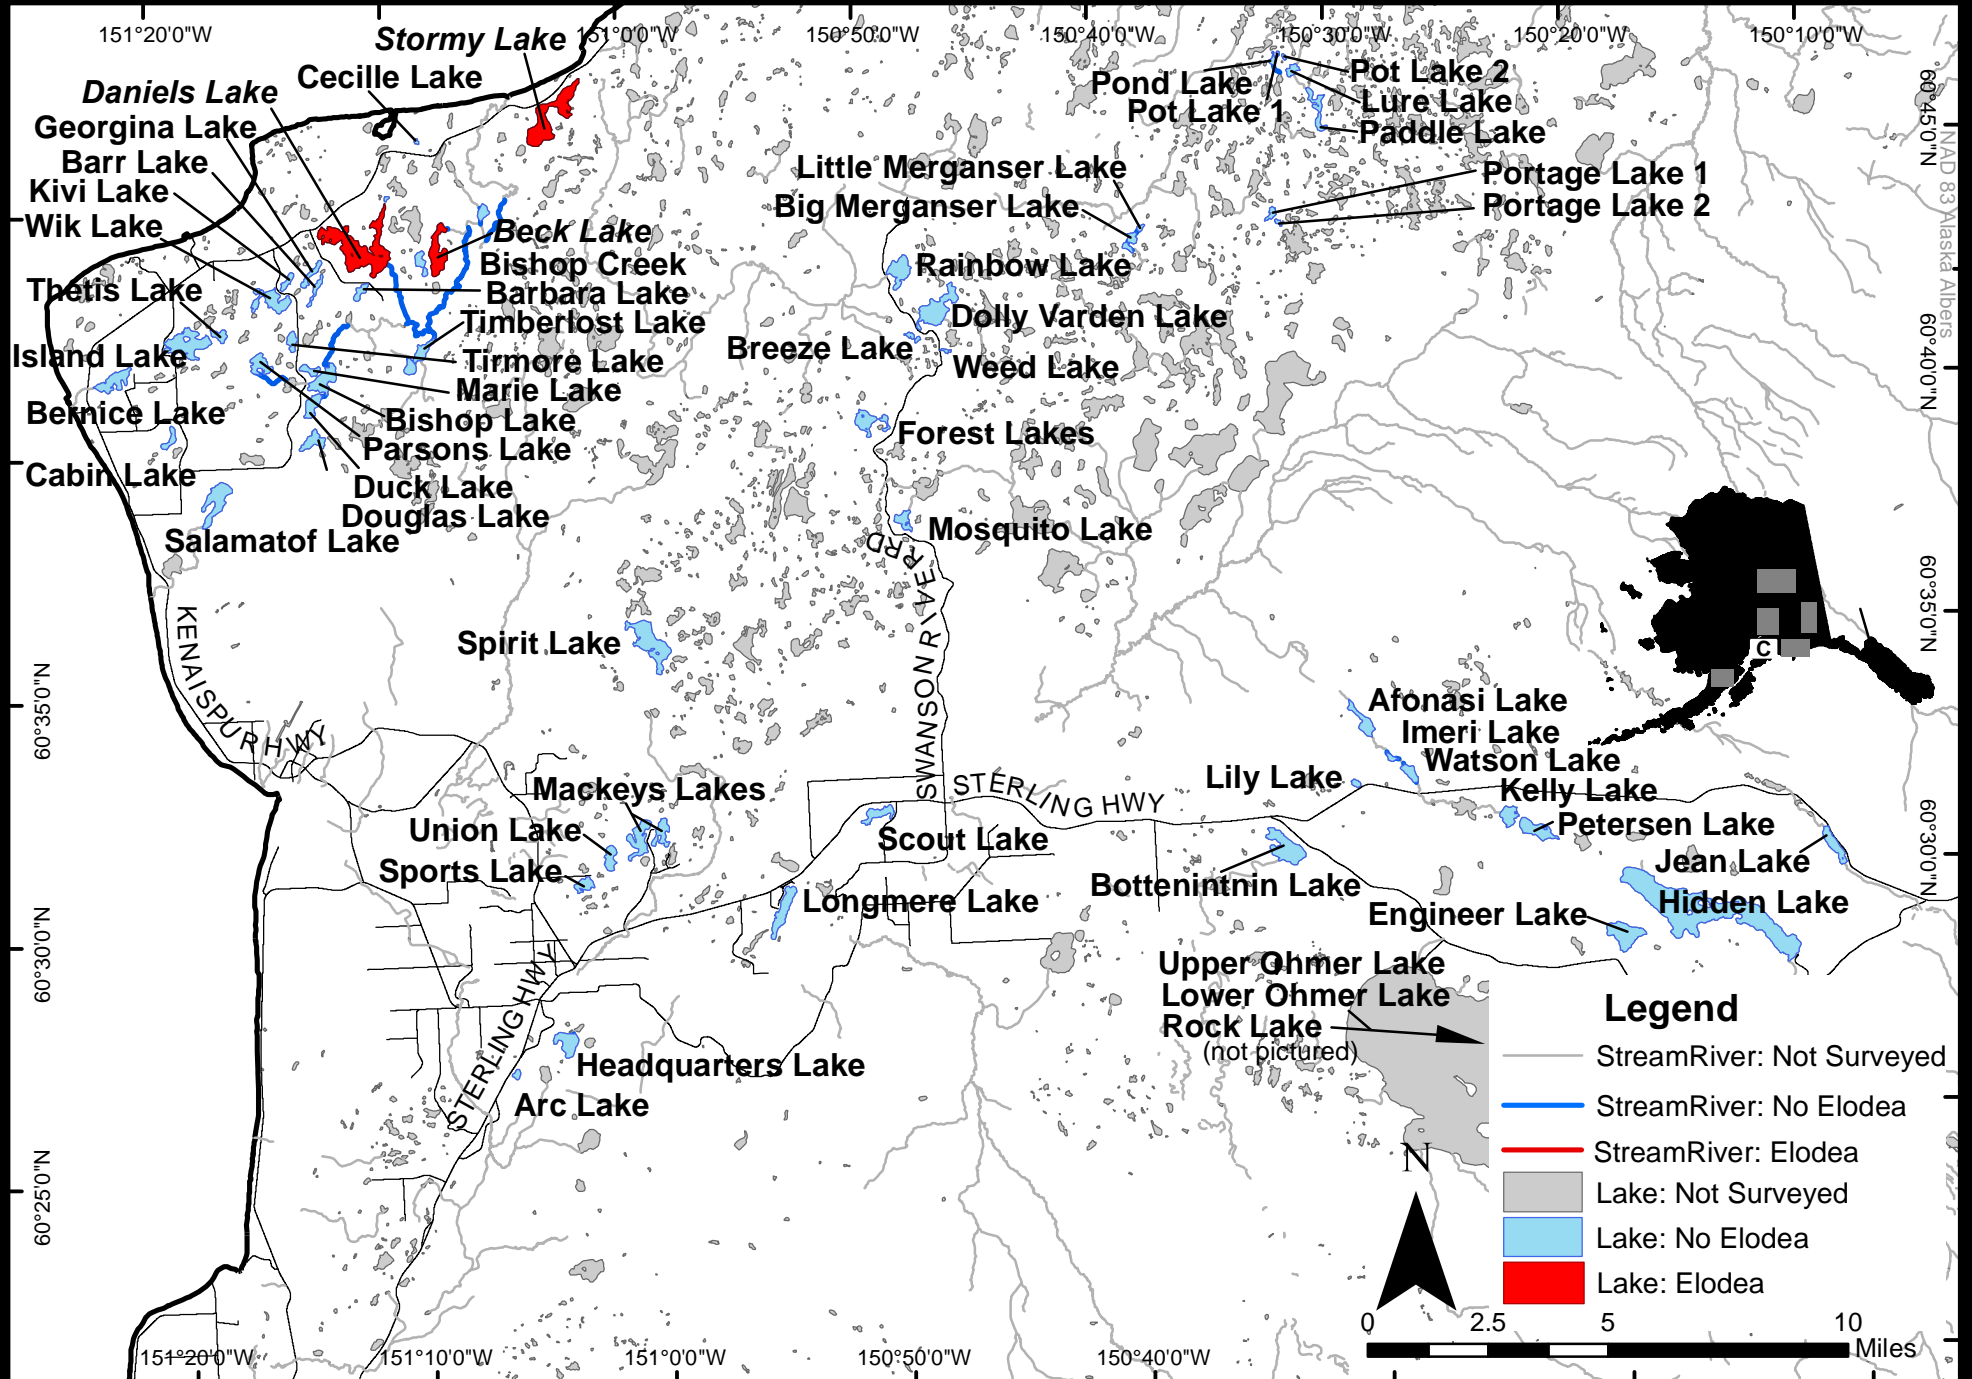 151°20'0"W
151°0'0"W
150°50'0"W
150°40'0"W
150°30'0"W
150°20'0"W
150°10'0"W
Stormy Lake
Cecille Lake
Daniels Lake
Georgina Lake
Barr Lake
Kivi Lake
Wik Lake
Thetis Lake
Island Lake
Bernice Lake
Cabin Lake
Salamatof Lake
Beck Lake
Bishop Creek
Barbara Lake
Timberlost Lake
Tirmore Lake
Marie Lake
Bishop Lake
Parsons Lake
Duck Lake
Douglas Lake
Pond Lake
Pot Lake 1
Pot Lake 2
Lure Lake
Paddle Lake
Little Merganser Lake
Big Merganser Lake
Portage Lake 1
Portage Lake 2
Rainbow Lake
Dolly Varden Lake
Breeze Lake
Weed Lake
Forest Lakes
Mosquito Lake
SWANSON RIVER RD
Spirit Lake
KENAI SPUR HWY
Mackeys Lakes
Union Lake
Sports Lake
STERLING HWY
Scout Lake
Longmere Lake
Lily Lake
Afonasi Lake
Imeri Lake
Watson Lake
Kelly Lake
Petersen Lake
Jean Lake
Hidden Lake
Bottenintnin Lake
Engineer Lake
Upper Ohmer Lake
Lower Ohmer Lake
Rock Lake
(not pictured)
STERLING HWY
Headquarters Lake
Arc Lake
C
NAD 83 Alaska Albers
60°45'0"N
60°40'0"N
60°35'0"N
60°30'0"N
60°35'0"N
60°30'0"N
60°25'0"N
Legend
StreamRiver: Not Surveyed
StreamRiver: No Elodea
StreamRiver: Elodea
Lake: Not Surveyed
Lake: No Elodea
Lake: Elodea
N
0 2.5 5 10
Miles
151°20'0"W
151°10'0"W
151°0'0"W
150°50'0"W
150°40'0"W